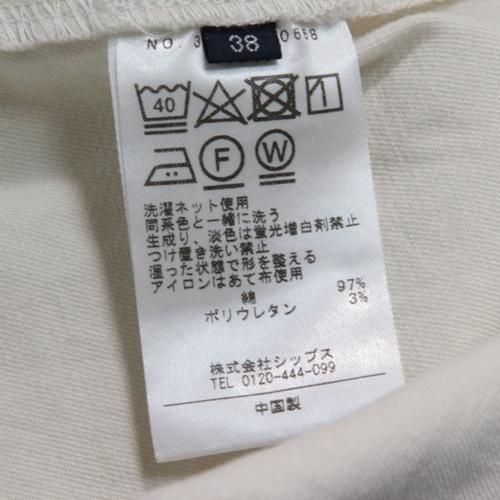 NO. 3 38 0668
40
F W
洗濯ネット使用
同系色と一緒に洗う
生成り、淡色は蛍光増白剤禁止
つけ置き洗い禁止
湿った状態で形を整える
アイロンはあて布使用
綿 97%
ポリウレタン 3%
株式会社シップス
TEL 0120-444-099
中国製